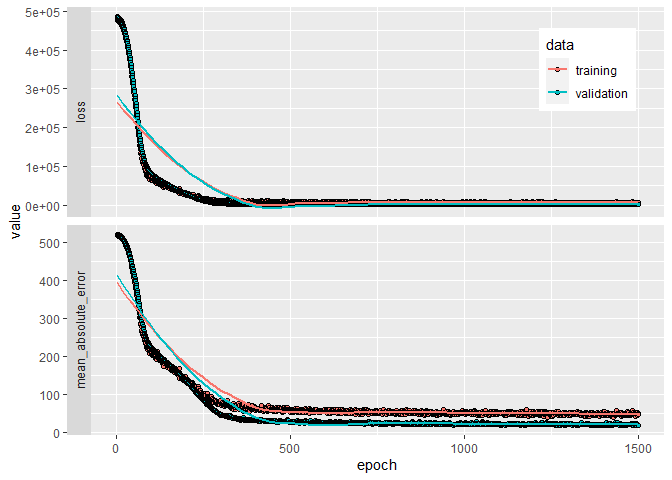 5e+05
4e+05
3e+05
2e+05
1e+05
0e+00
loss
data
training
validation
value
500
400
300
200
100
0
mean_absolute_error
0
500
1000
1500
epoch